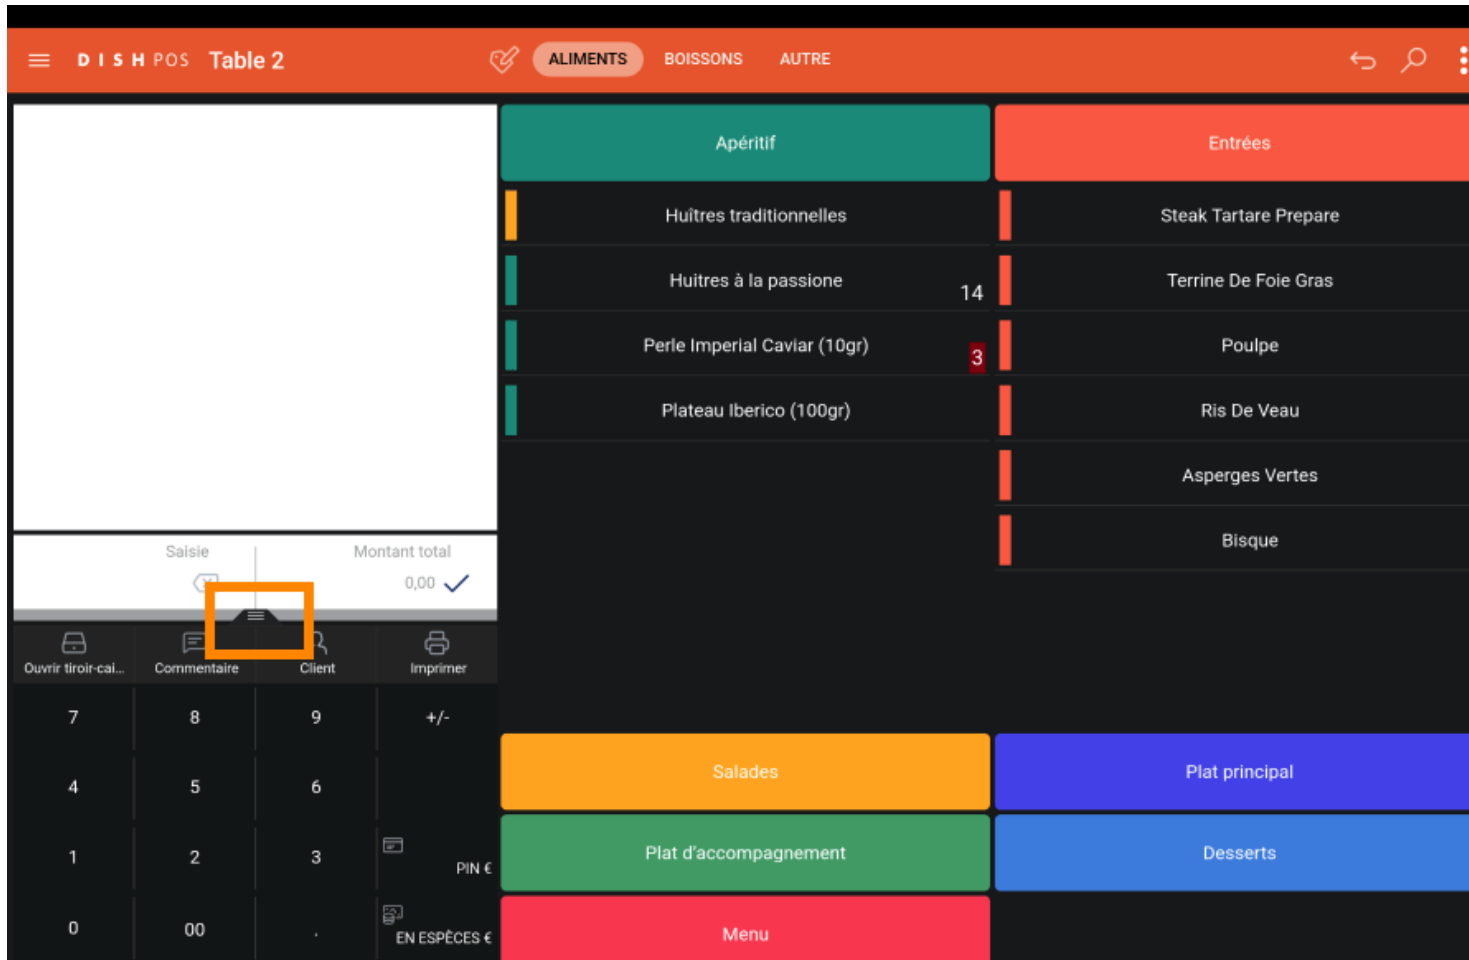 DISH POS Table 2
ALIMENTS BOISSONS AUTRE
Apéritif
Entrées
Huîtres traditionnelles
Steak Tartare Prepare
Huitres à la passione 14
Terrine De Foie Gras
Perle Imperial Caviar (10gr) 3
Poulpe
Plateau Iberico (100gr)
Ris De Veau
Asperges Vertes
Bisque
Saisie Montant total
0,00
Ouvrir tiroir-cai... Commentaire Client Imprimer
7 8 9 +/-
4 5 6
1 2 3 PIN €
0 00 . EN ESPÈCES €
Salades
Plat principal
Plat d'accompagnement
Desserts
Menu